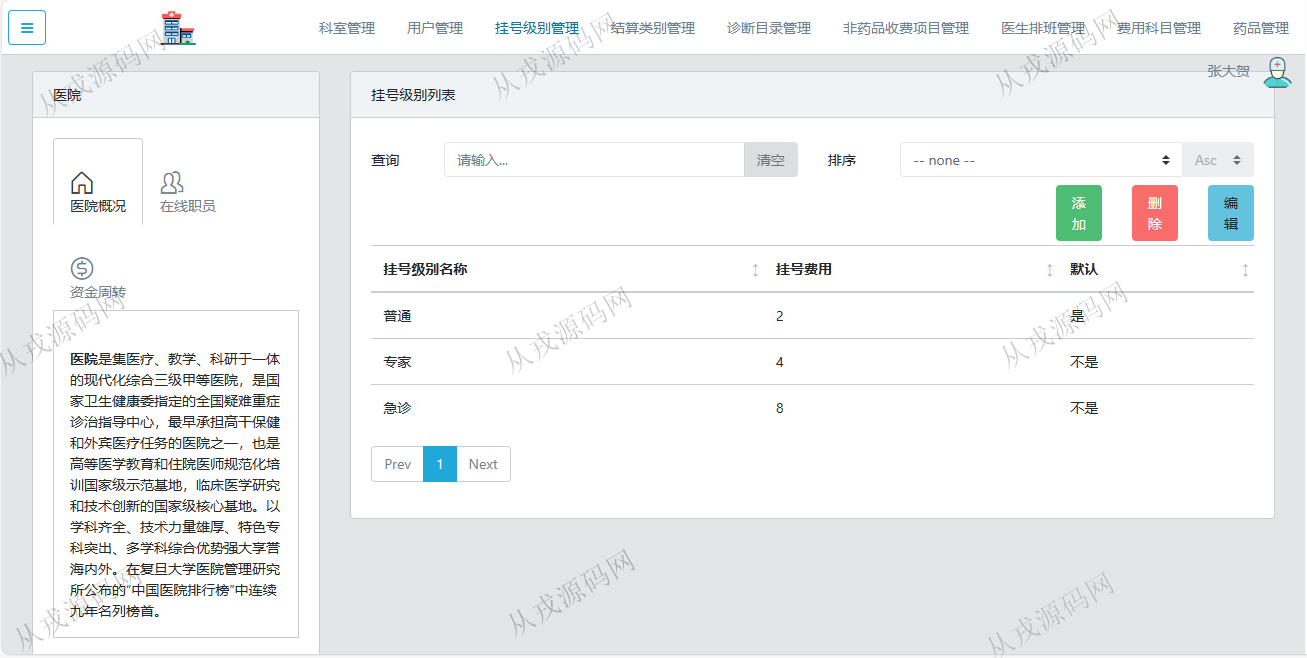 科室管理 用户管理 挂号级别管理 结算类别管理 诊断目录管理 非药品收费项目管理 医生排班管理 费用科目管理 药品管理
张大贺
医院
医院概况 在线职员
资金周转
医院是集医疗、教学、科研于一体
的现代化综合三级甲等医院，是国
家卫生健康委指定的全国疑难重症
诊治指导中心，最早承担高干保健
和外宾医疗任务的医院之一，也是
高等医学教育和住院医师规范化培
训国家级示范基地，临床医学研究
和技术创新的国家级核心基地。以
学科齐全、技术力量雄厚、特色专
科突出、多学科综合优势强大享誉
海内外。在复旦大学医院管理研究
所公布的"中国医院排行榜"中连续
九年名列榜首。
挂号级别列表
查询 请输入... 清空 排序 -- none -- Asc
添加 删除 编辑
挂号级别名称 挂号费用 默认
普通 2 是
专家 4 不是
急诊 8 不是
Prev 1 Next
从戎源码网
从戎源码网
从戎源码网
从戎源码网
从戎源码网
从戎源码网
从戎源码网
从戎源码网
从戎源码网